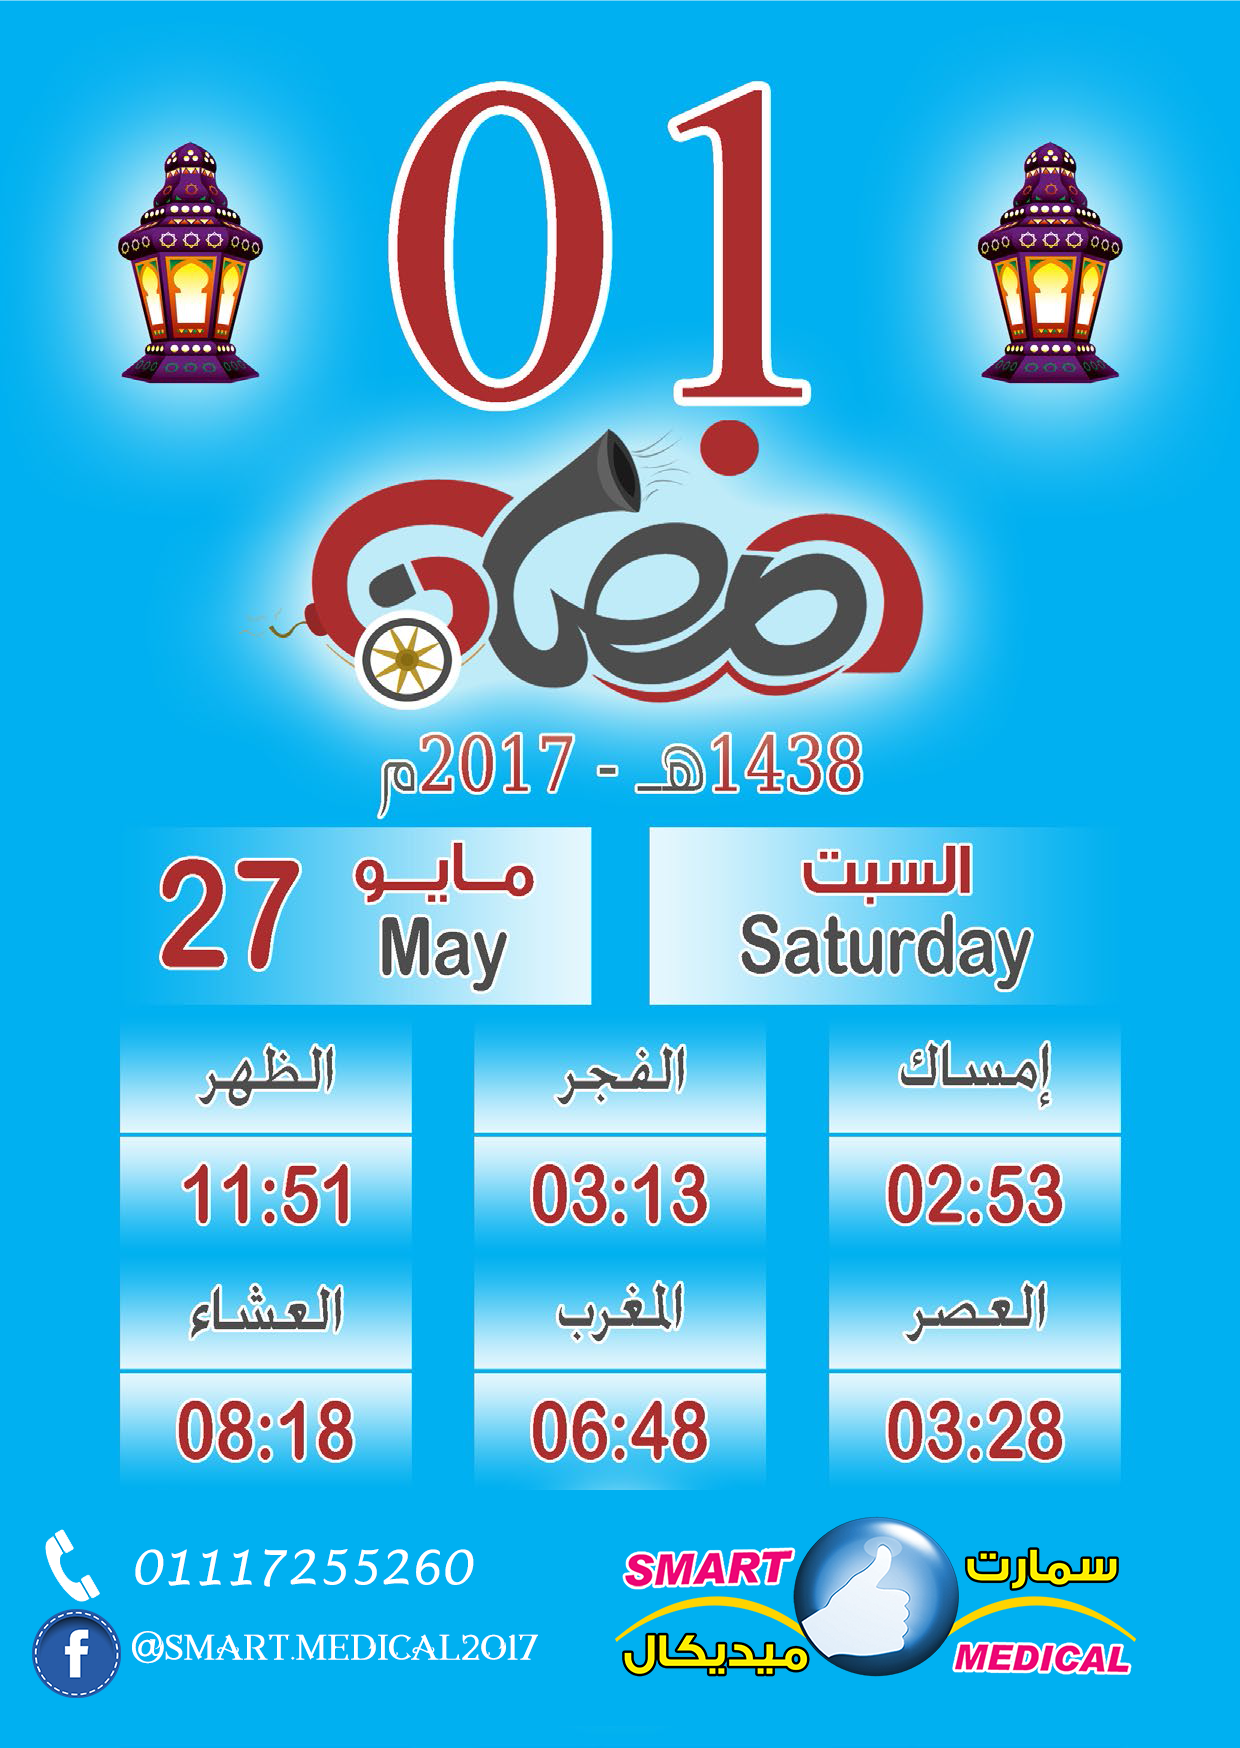 01
رمضان
1438هـ - 2017م
السبت
Saturday
27 مايو
May
إمساك الفجر الظهر
02:53 03:13 11:51
العصر المغرب العشاء
03:28 06:48 08:18
01117255260
@SMART.MEDICAL2017
SMART سمارت
ميديكال MEDICAL